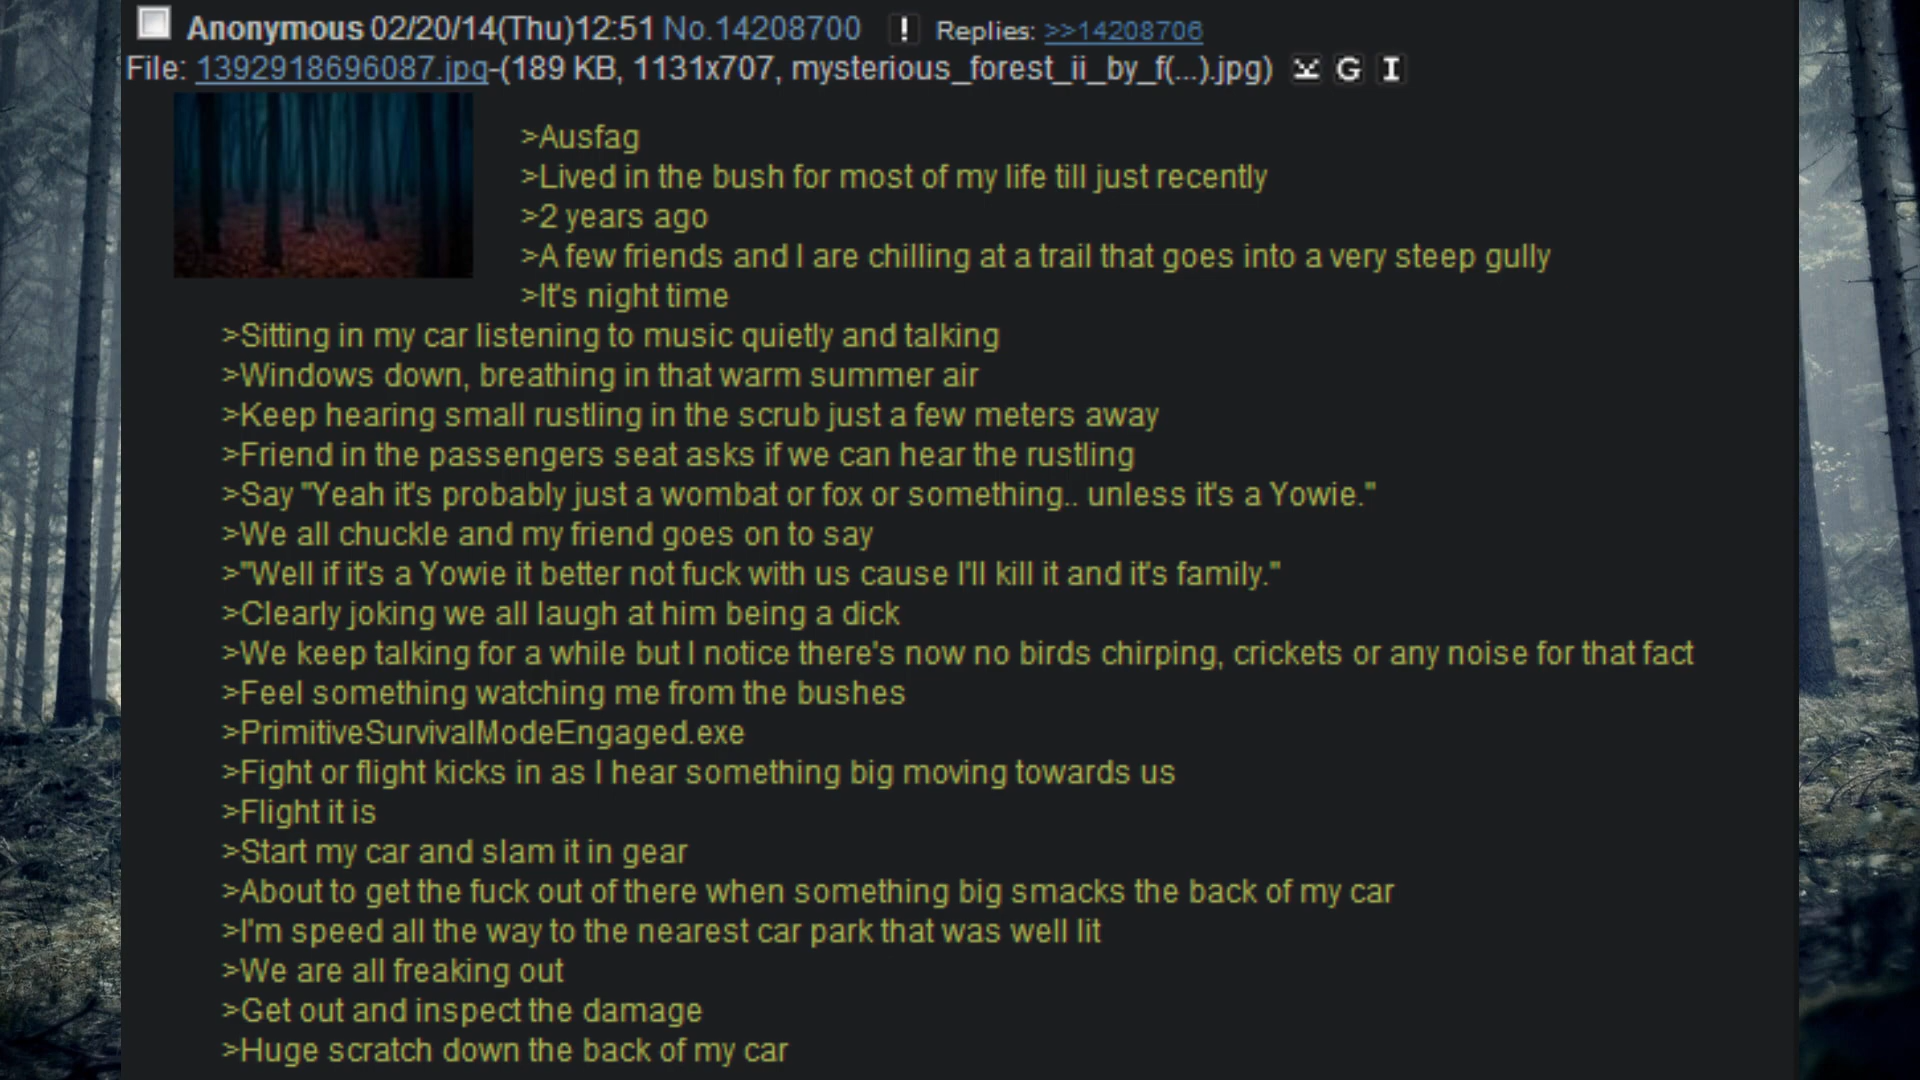 Anonymous 02/20/14(Thu)12:51 No.14208700 ! Replies: >>14208706
File: 1392918696087.jpg-(189 KB, 1131x707, mysterious_forest_ii_by_f(...).jpg) G I
>Ausfag
>Lived in the bush for most of my life till just recently
>2 years ago
>A few friends and I are chilling at a trail that goes into a very steep gully
>It's night time
>Sitting in my car listening to music quietly and talking
>Windows down, breathing in that warm summer air
>Keep hearing small rustling in the scrub just a few meters away
>Friend in the passengers seat asks if we can hear the rustling
>Say "Yeah it's probably just a wombat or fox or something.. unless it's a Yowie."
>We all chuckle and my friend goes on to say
>"Well if it's a Yowie it better not fuck with us cause I'll kill it and it's family."
>Clearly joking we all laugh at him being a dick
>We keep talking for a while but I notice there's now no birds chirping, crickets or any noise for that fact
>Feel something watching me from the bushes
>PrimitiveSurvivalModeEngaged.exe
>Fight or flight kicks in as I hear something big moving towards us
>Flight it is
>Start my car and slam it in gear
>About to get the fuck out of there when something big smacks the back of my car
>I'm speed all the way to the nearest car park that was well lit
>We are all freaking out
>Get out and inspect the damage
>Huge scratch down the back of my car